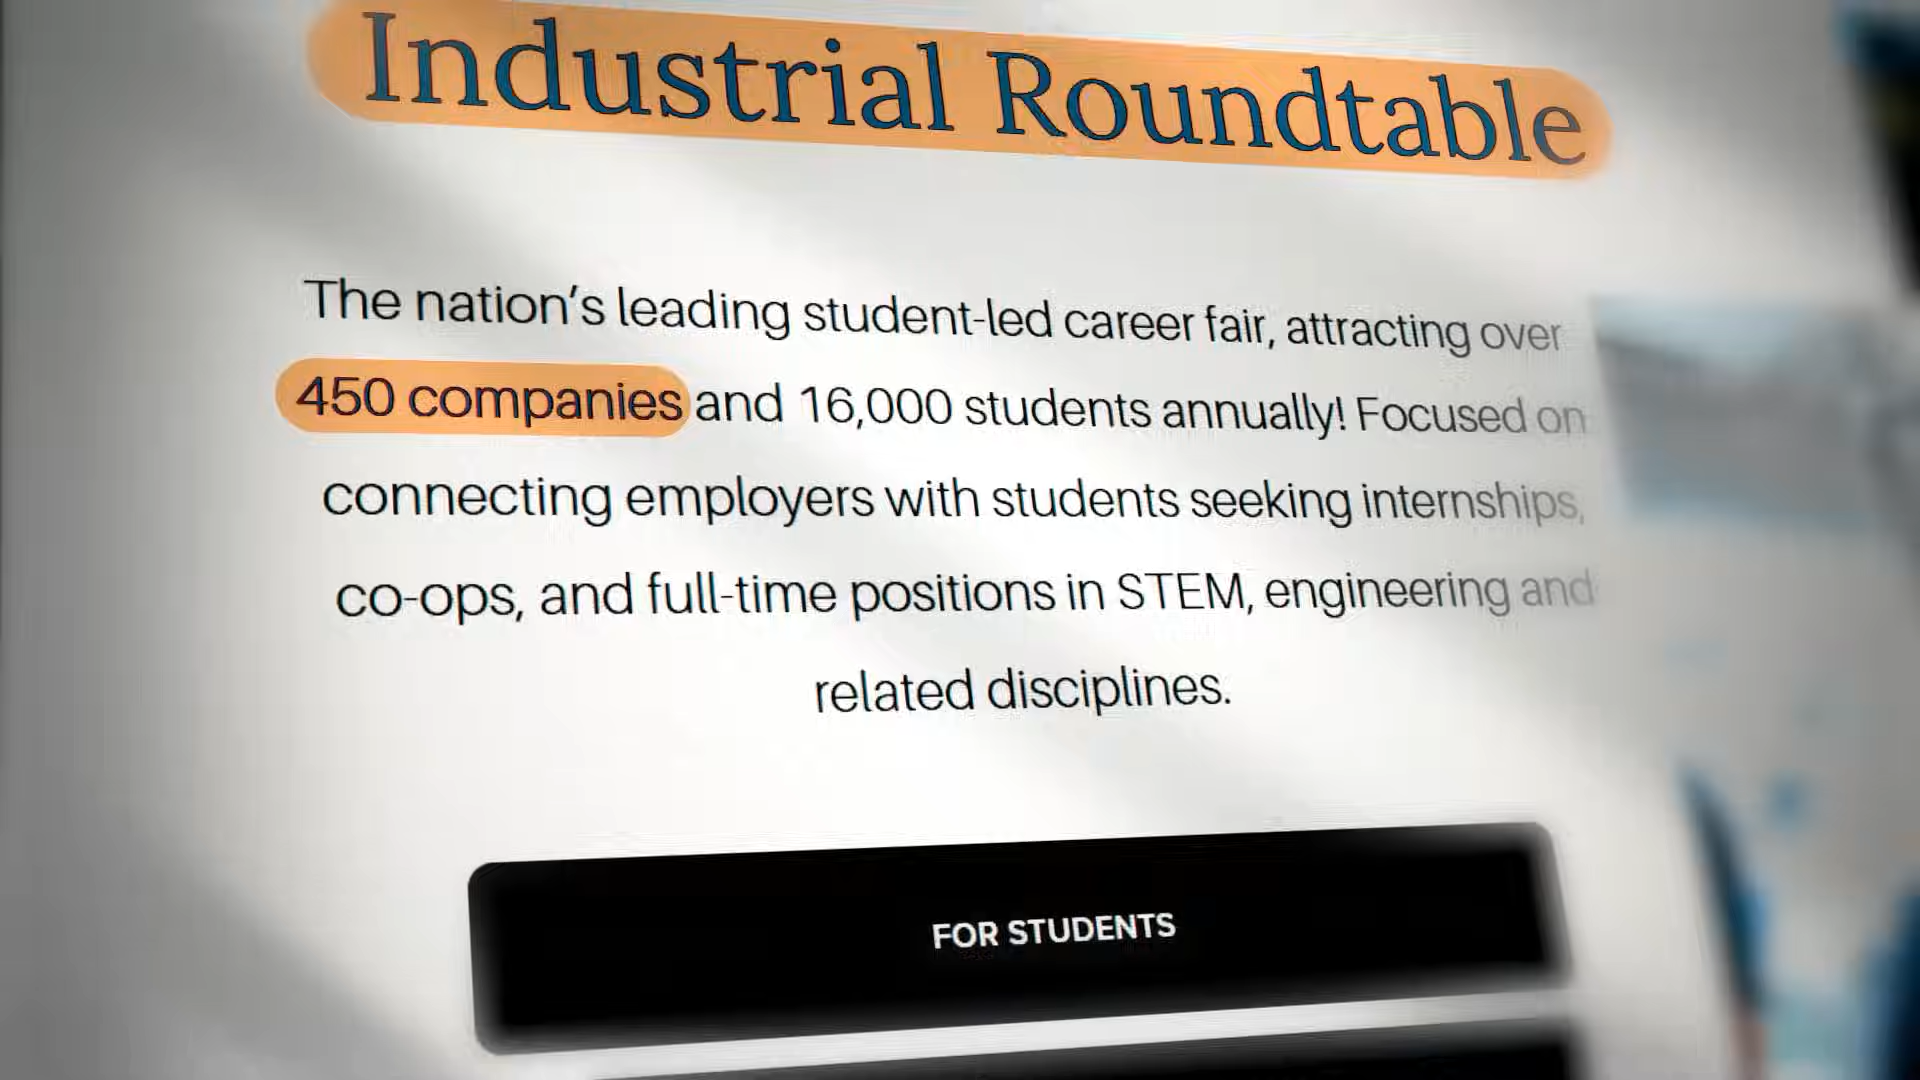 Industrial Roundtable
The nation's leading student-led career fair, attracting over
450 companies and 16,000 students annually! Focused on
connecting employers with students seeking internships,
co-ops, and full-time positions in STEM, engineering and
related disciplines.
FOR STUDENTS